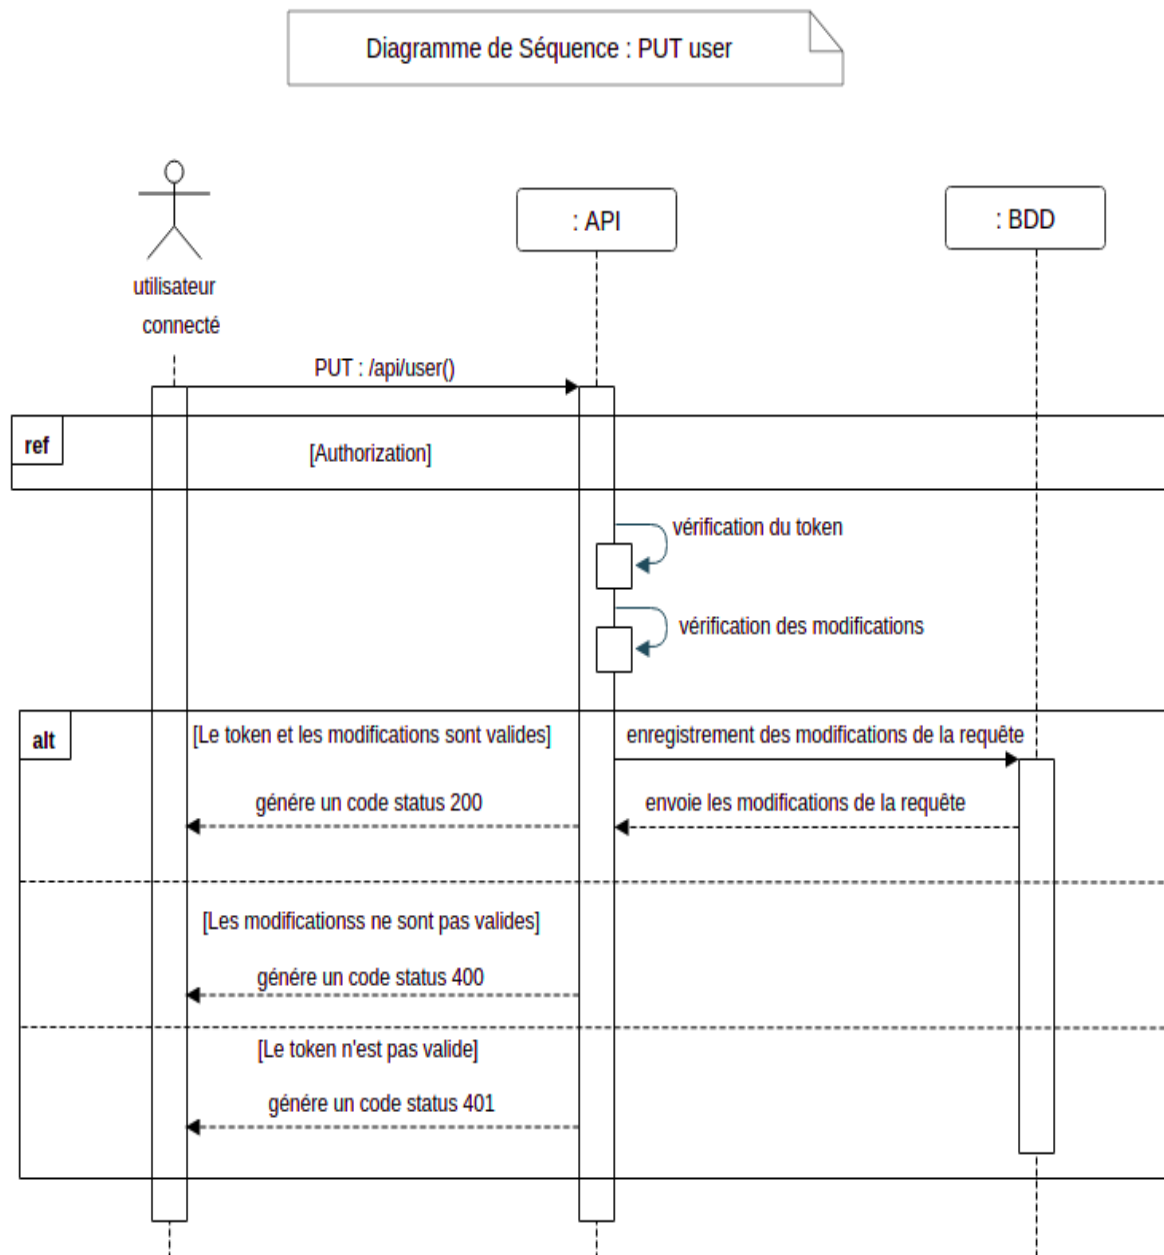 Diagramme de Séquence : PUT user
: API
: BDD
utilisateur
connecté
PUT : /api/user()
ref
[Authorization]
vérification du token
vérification des modifications
alt
[Le token et les modifications sont valides]
enregistrement des modifications de la requête
génére un code status 200
envoie les modifications de la requête
[Les modificationss ne sont pas valides]
génére un code status 400
[Le token n'est pas valide]
génére un code status 401